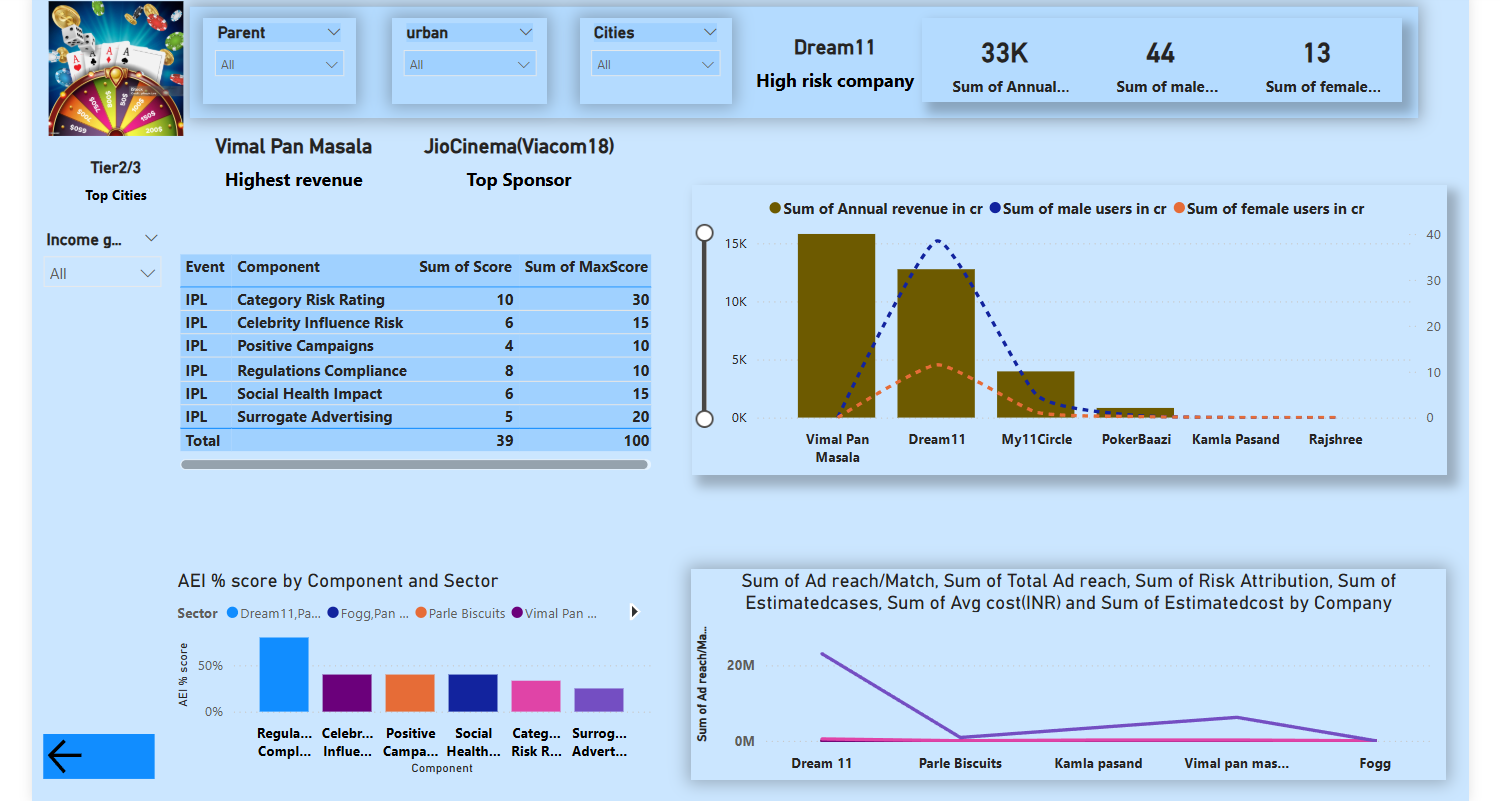 Parent
All
urban
All
Cities
All
Dream11
High risk company
33K
Sum of Annual...
44
Sum of male...
13
Sum of female...
Vimal Pan Masala
Highest revenue
JioCinema(Viacom18)
Top Sponsor
Tier2/3
Top Cities
Income g...
All
Event Component Sum of Score Sum of MaxScore
IPL Category Risk Rating 10 30
IPL Celebrity Influence Risk 6 15
IPL Positive Campaigns 4 10
IPL Regulations Compliance 8 10
IPL Social Health Impact 6 15
IPL Surrogate Advertising 5 20
Total 39 100
Sum of Annual revenue in cr Sum of male users in cr Sum of female users in cr
15K
10K
5K
0K
40
30
20
10
0
Vimal Pan
Masala
Dream11
My11Circle
PokerBaazi
Kamla Pasand
Rajshree
AEI % score by Component and Sector
Sector Dream11,Pa... Fogg,Pan ... Parle Biscuits Vimal Pan ...
AEI % score
50%
0%
Regula...
Compl...
Celebr...
Influe...
Positive
Campa...
Social
Health...
Categ...
Risk R...
Surrog...
Advert...
Component
Sum of Ad reach/Match, Sum of Total Ad reach, Sum of Risk Attribution, Sum of
Estimatedcases, Sum of Avg cost(INR) and Sum of Estimatedcost by Company
Sum of Ad reach/Ma...
20M
0M
Dream 11
Parle Biscuits
Kamla pasand
Vimal pan mas...
Fogg